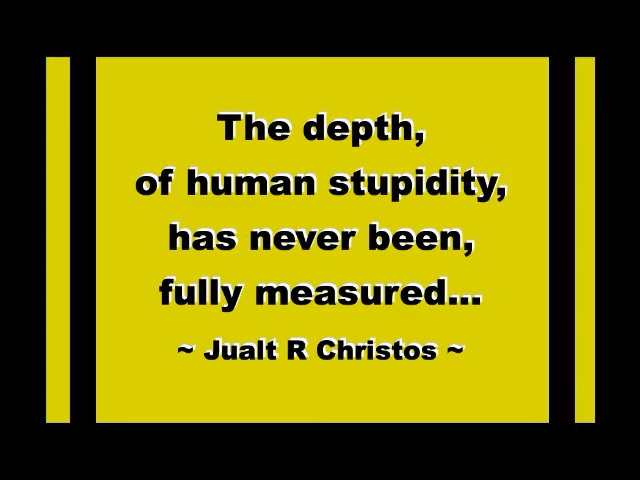 The depth,
of human stupidity,
has never been,
fully measured...
~ Jualt R Christos ~